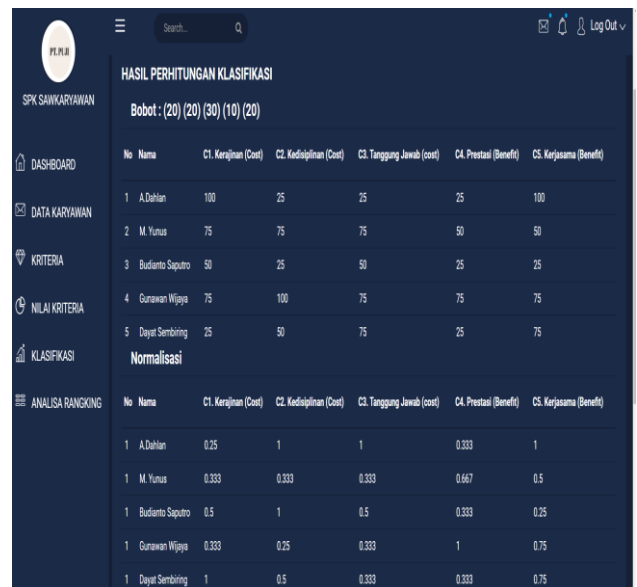 PT. PLB
SPK SAWKARYAWAN
DASHBOARD
DATA KARYAWAN
KRITERIA
NILAI KRITERIA
KLASIFIKASI
ANALISA RANGKING
Search...
Log Out
HASIL PERHITUNGAN KLASIFIKASI
Bobot : (20) (20) (30) (10) (20)
No Nama C1. Kerajinan (Cost) C2. Kedisiplinan (Cost) C3. Tanggung Jawab (cost) C4. Prestasi (Benefit) C5. Kerjasama (Benefit)
1 A.Dahlan 100 25 25 25 100
2 M. Yunus 75 75 75 50 50
3 Budianto Saputro 50 25 50 25 25
4 Gunawan Wijaya 75 100 75 75 75
5 Dayat Sembiring 25 50 75 25 75
Normalisasi
No Nama C1. Kerajinan (Cost) C2. Kedisiplinan (Cost) C3. Tanggung Jawab (cost) C4. Prestasi (Benefit) C5. Kerjasama (Benefit)
1 A.Dahlan 0.25 1 1 0.333 1
1 M. Yunus 0.333 0.333 0.333 0.667 0.5
1 Budianto Saputro 0.5 1 0.5 0.333 0.25
1 Gunawan Wijaya 0.333 0.25 0.333 1 0.75
1 Dayat Sembiring 1 0.5 0.333 0.333 0.75